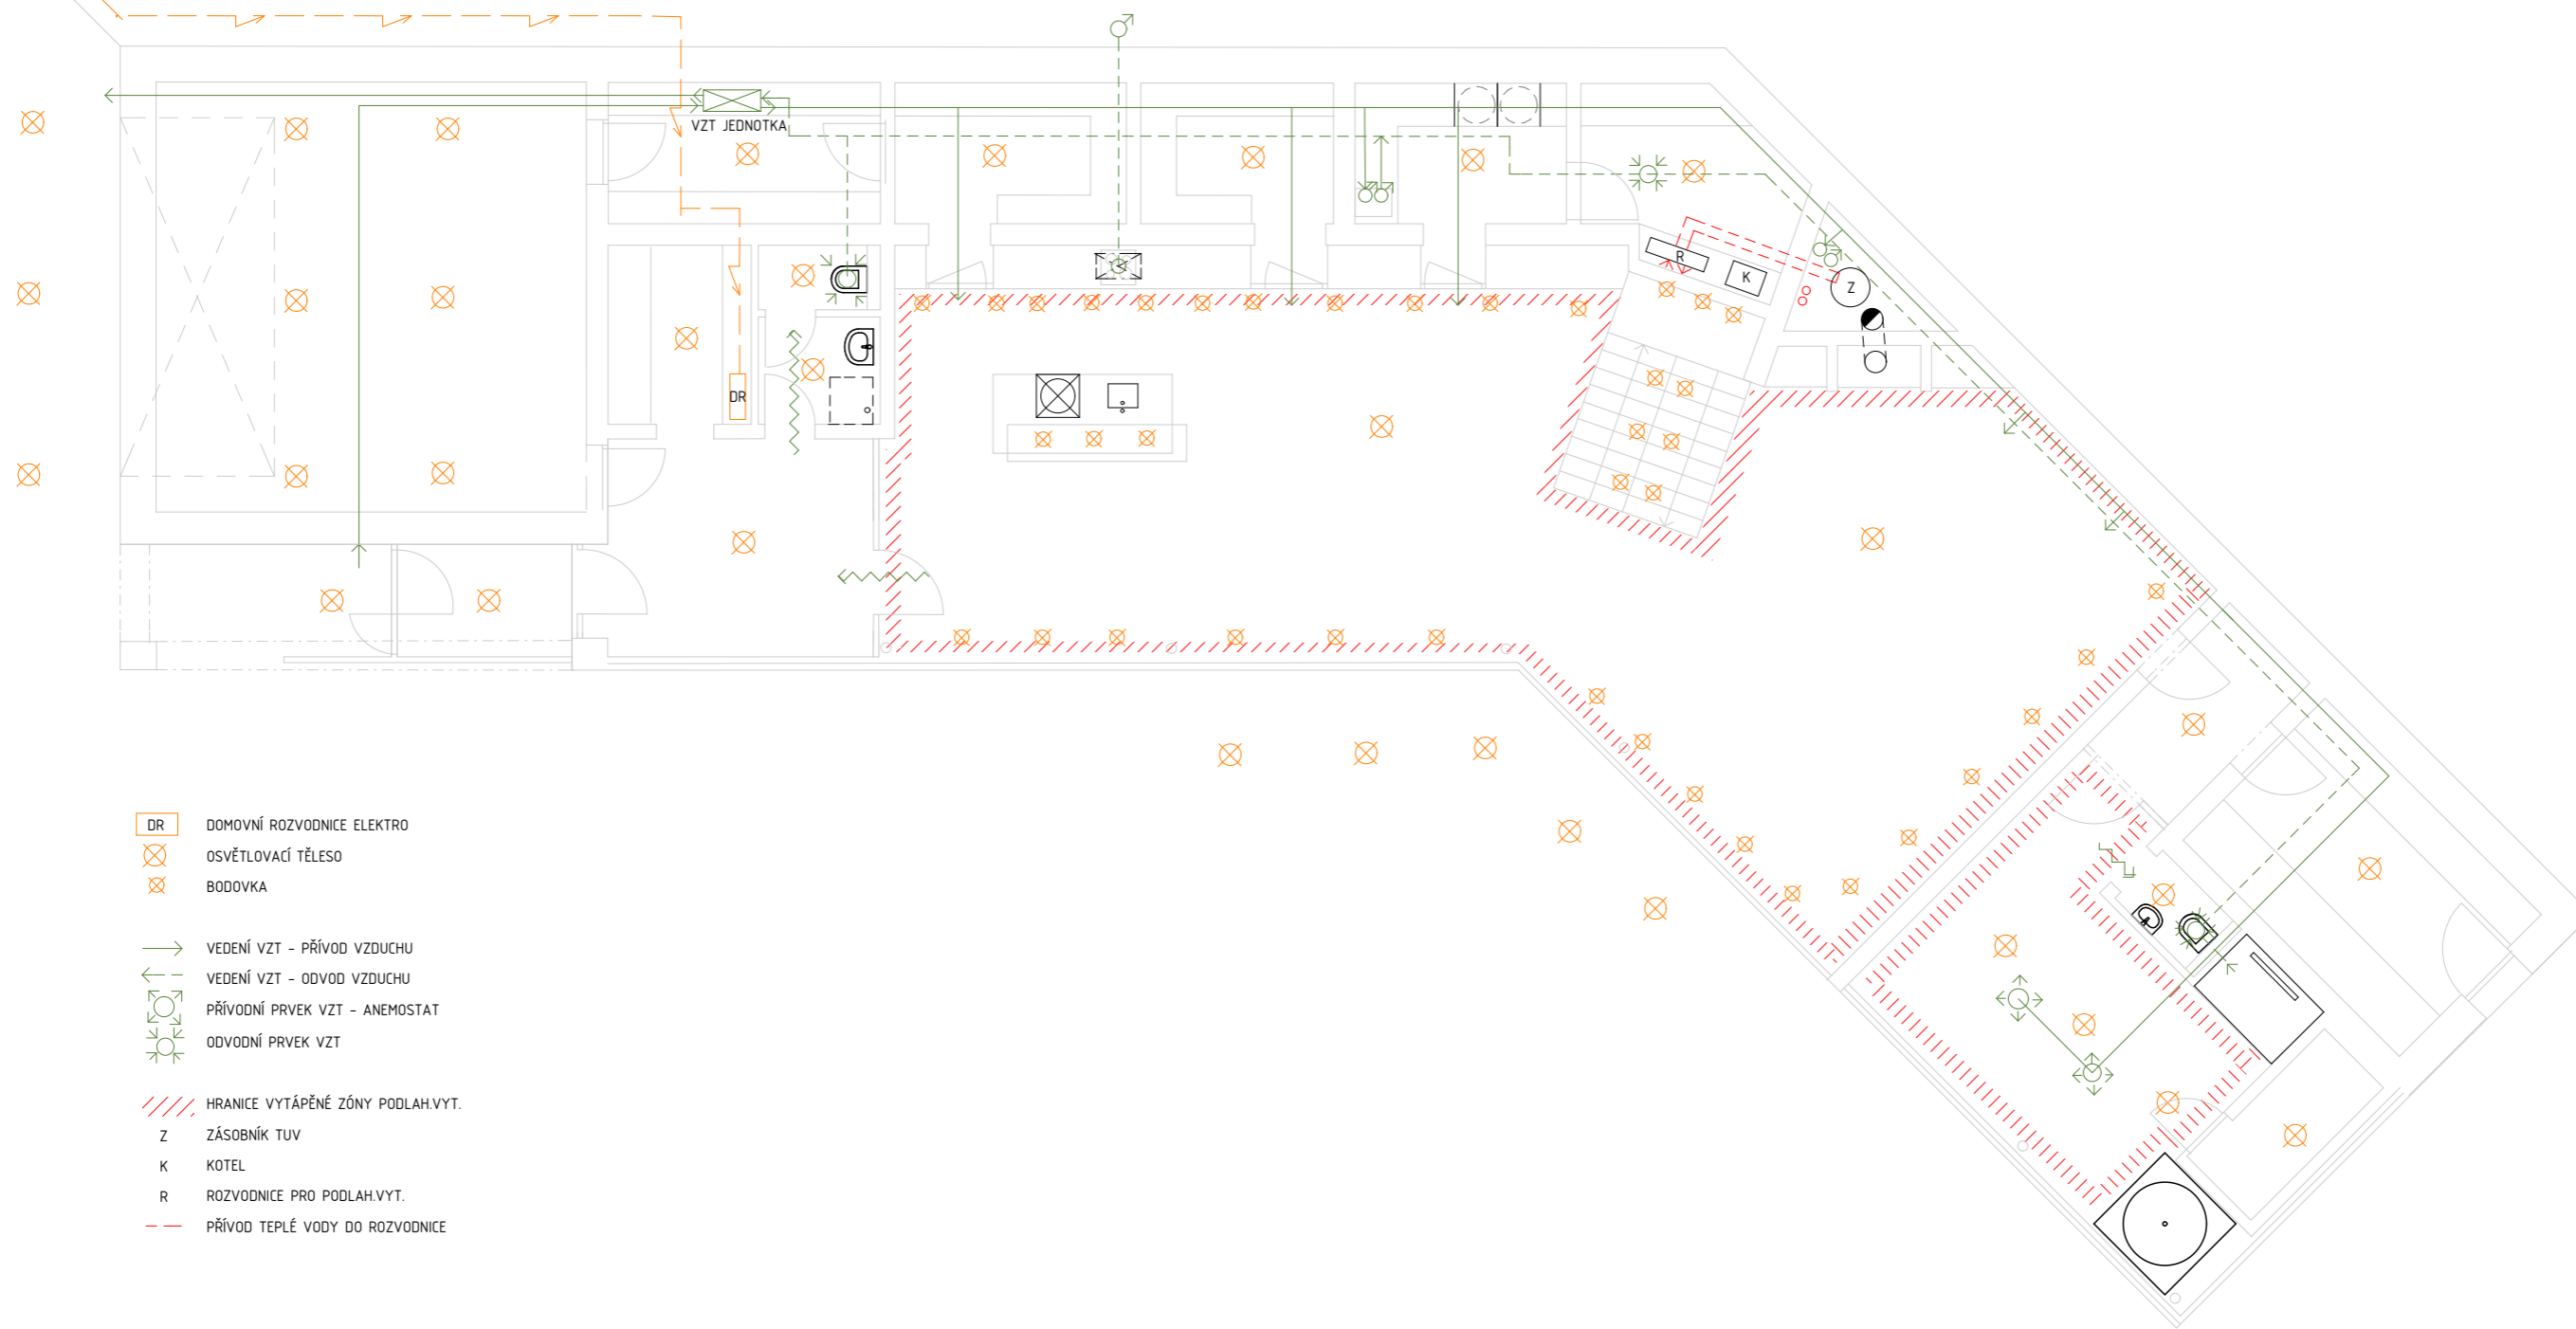 VZT JEDNOTKA
R
K
Z
DR
DR DOMOVNÍ ROZVODNICE ELEKTRO
OSVĚTLOVACÍ TĚLESO
BODOVKA
VEDENÍ VZT - PŘÍVOD VZDUCHU
VEDENÍ VZT - ODVOD VZDUCHU
PŘÍVODNÍ PRVEK VZT - ANEMOSTAT
ODVODNÍ PRVEK VZT
HRANICE VYTÁPĚNÉ ZÓNY PODLAH.VYT.
Z ZÁSOBNÍK TUV
K KOTEL
R ROZVODNICE PRO PODLAH.VYT.
PŘÍVOD TEPLÉ VODY DO ROZVODNICE